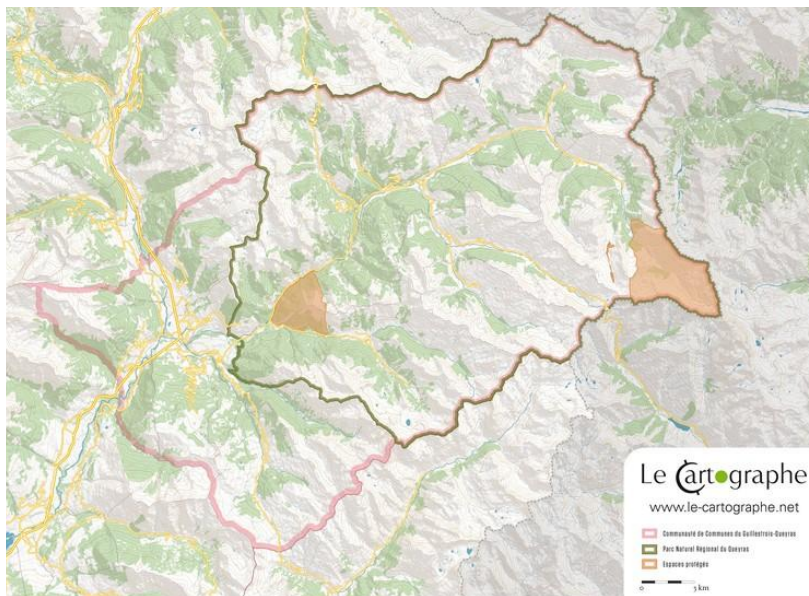 Le Cartographe
www.le-cartographe.net
Communauté de Communes du Guillestrois-Queyras
Parc Naturel Régional du Queyras
Espaces protégés
0 3 km